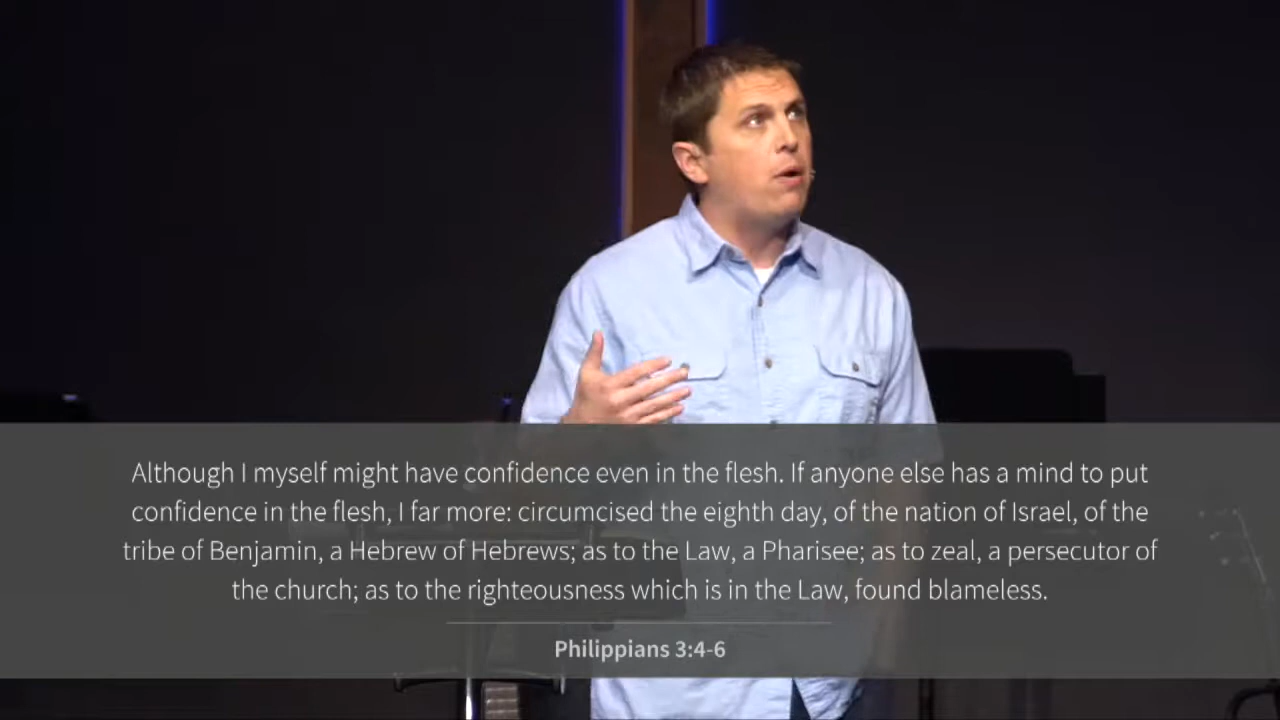 Although I myself might have confidence even in the flesh. If anyone else has a mind to put
confidence in the flesh, I far more: circumcised the eighth day, of the nation of Israel, of the
tribe of Benjamin, a Hebrew of Hebrews; as to the Law, a Pharisee; as to zeal, a persecutor of
the church; as to the righteousness which is in the Law, found blameless.
Philippians 3:4-6